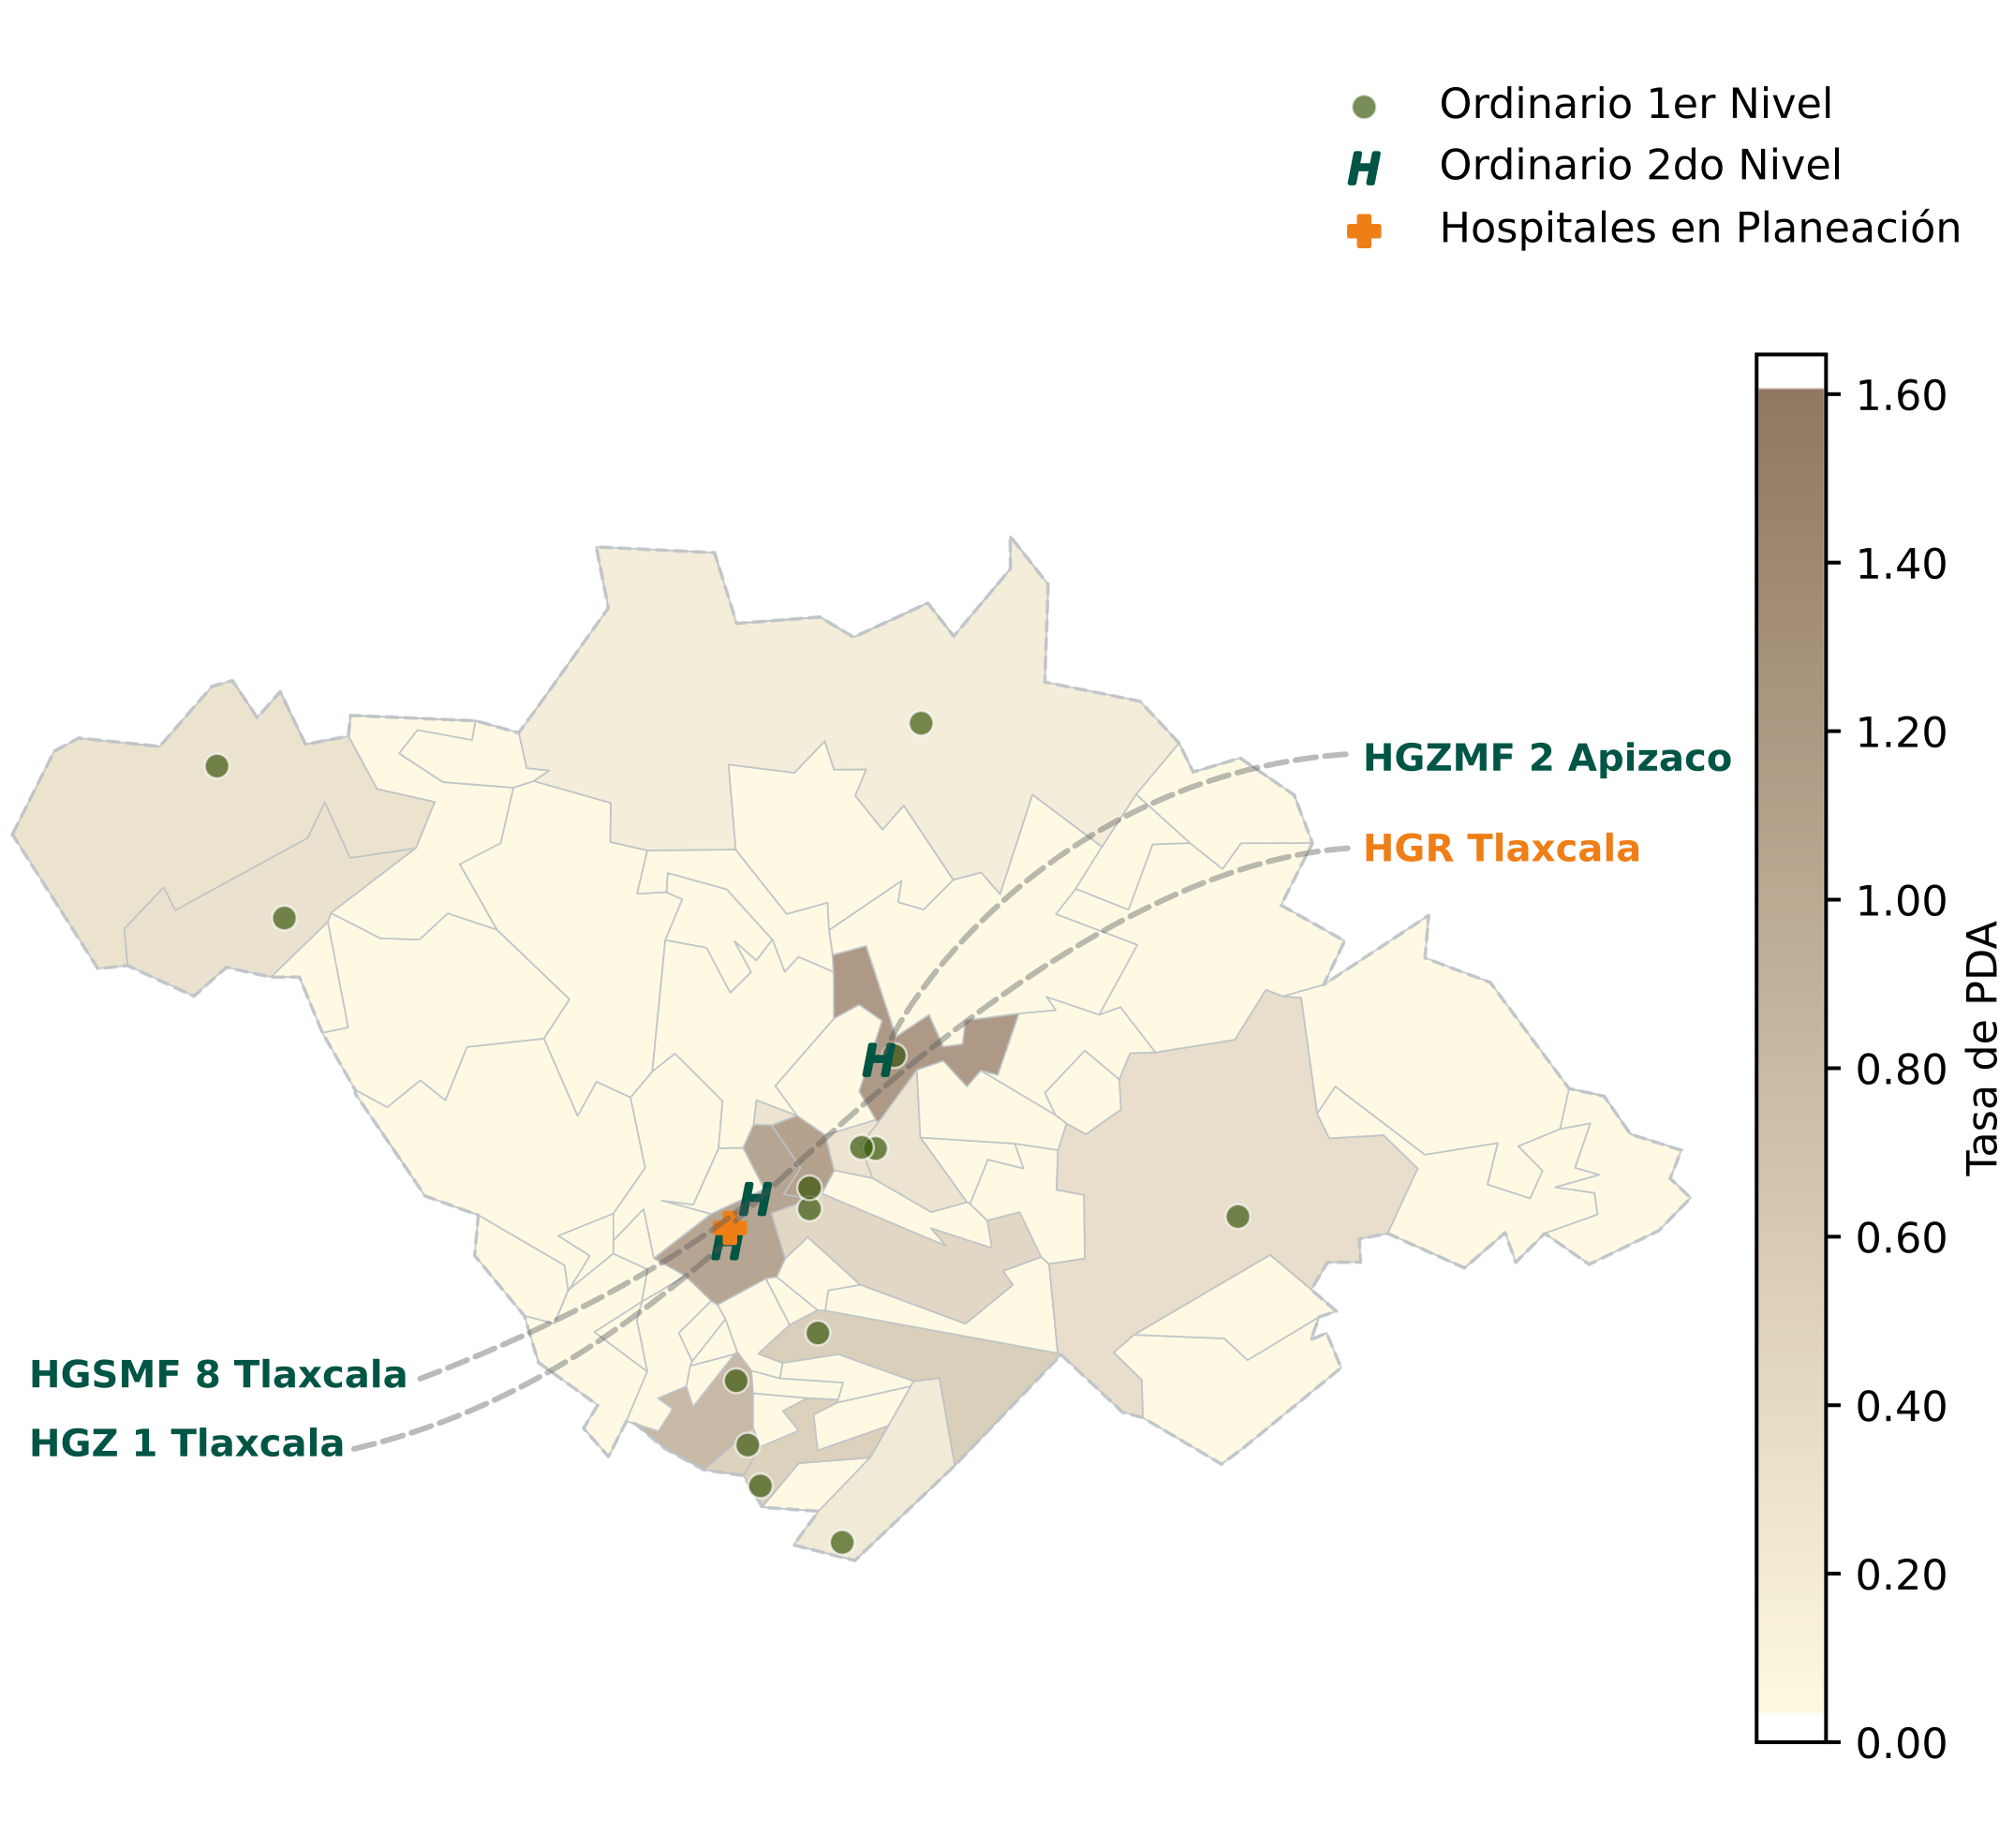 Ordinario 1er Nivel
H Ordinario 2do Nivel
Hospitales en Planeación
1.60
1.40
1.20
1.00
0.80
0.60
0.40
0.20
0.00
Tasa de PDA
HGZMF 2 Apizaco
HGR Tlaxcala
H
H
H
HGSMF 8 Tlaxcala
HGZ 1 Tlaxcala